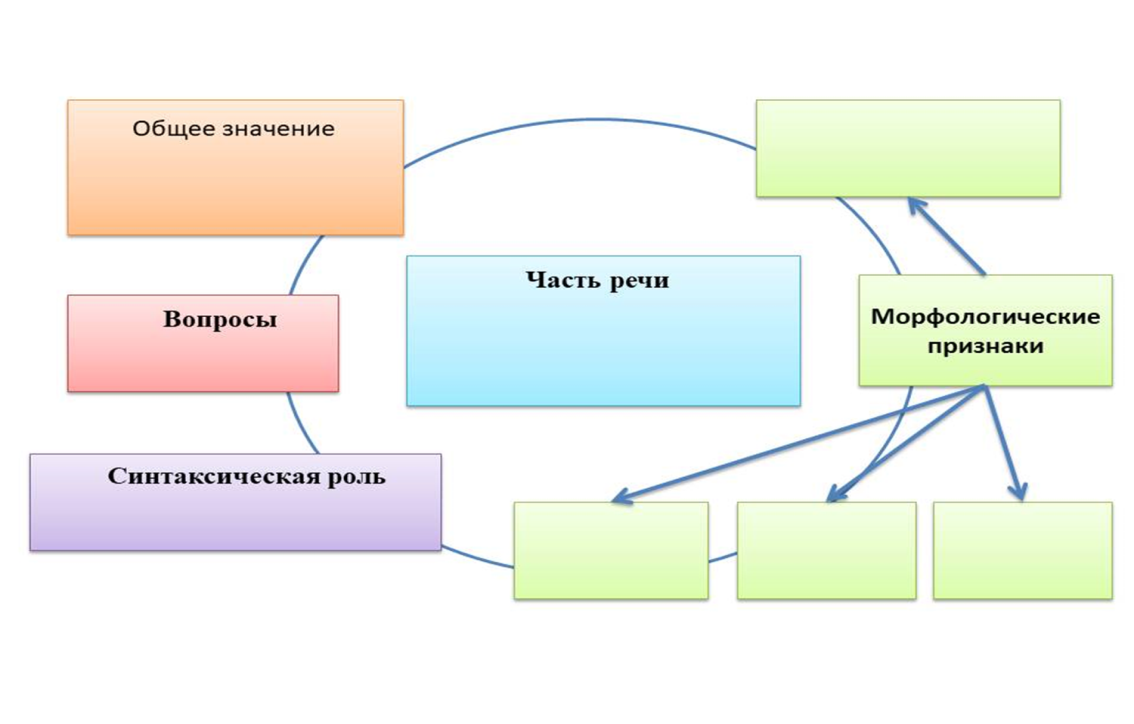 Общее значение
Часть речи
Вопросы
Морфологические
признаки
Синтаксическая роль